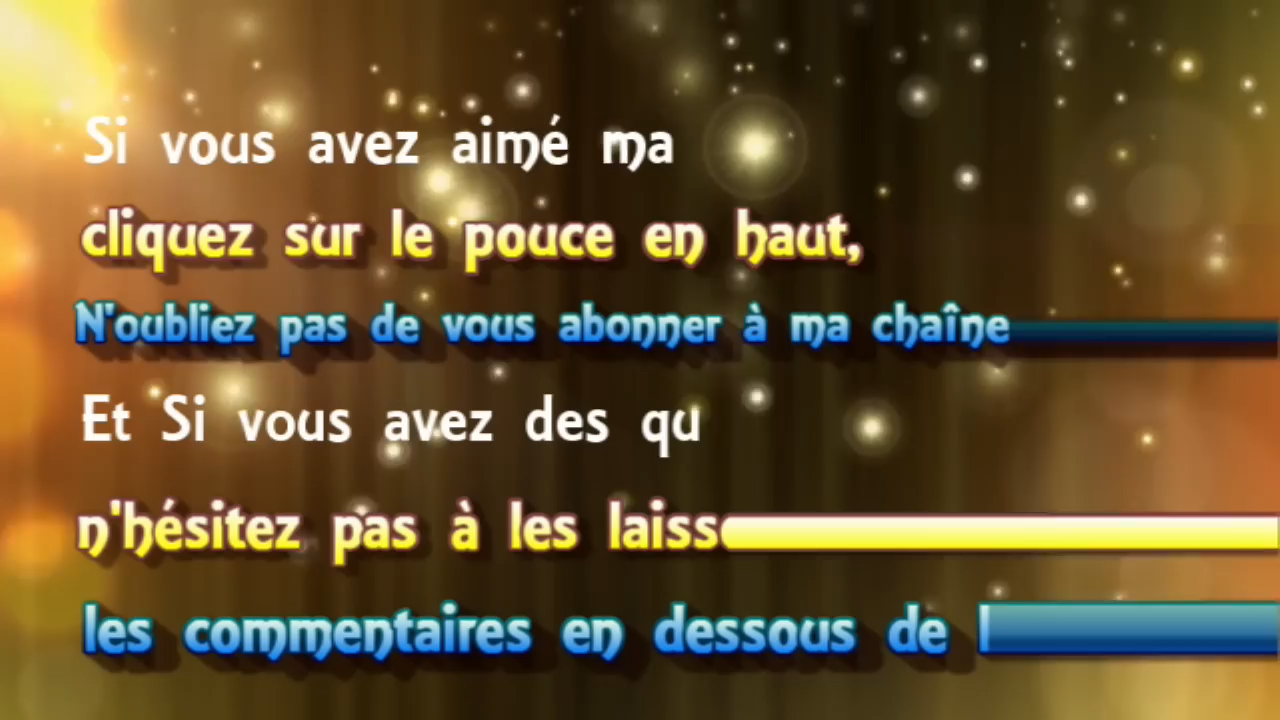 Si vous avez aimé ma
cliquez sur le pouce en haut,
N'oubliez pas de vous abonner à ma chaîne
Et Si vous avez des qu
n'hésitez pas à les laiss
les commentaires en dessous de l